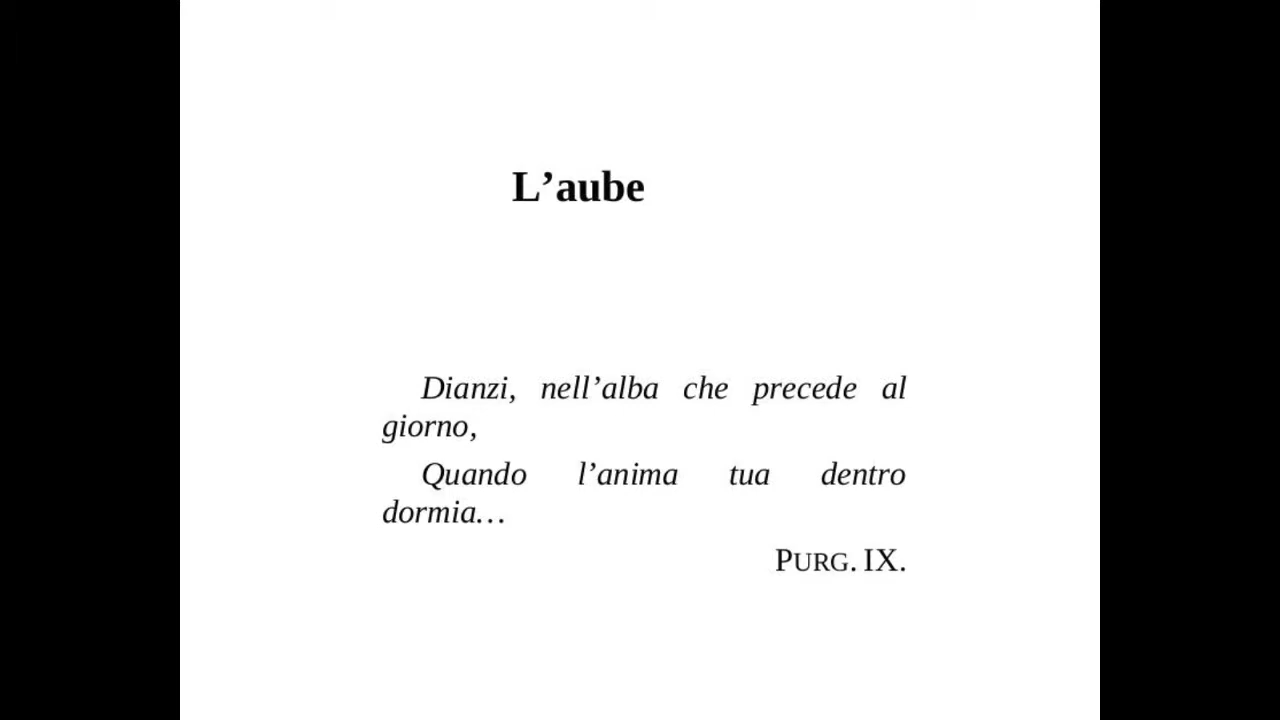 L’aube
Dianzi, nell’alba che precede al
giorno,
Quando l’anima tua dentro
dormia…
PURG. IX.